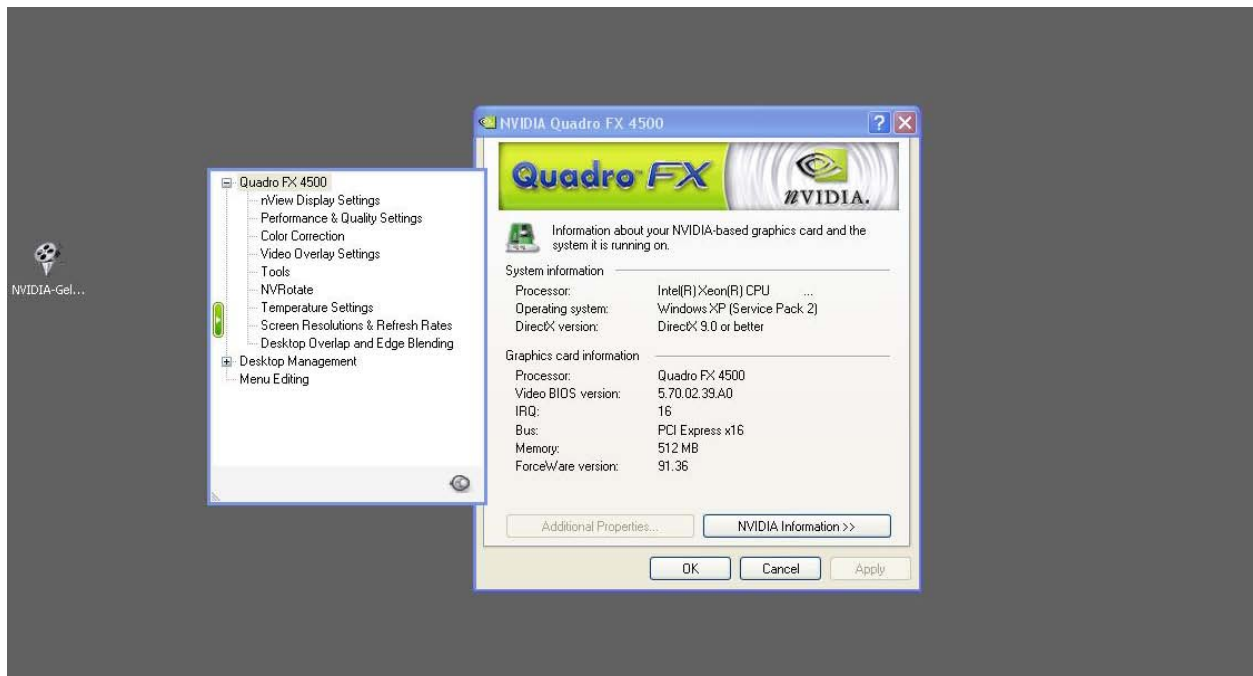 NVIDIA-Gel...
Quadro FX 4500
nView Display Settings
Performance & Quality Settings
Color Correction
Video Overlay Settings
Tools
NVRotate
Temperature Settings
Screen Resolutions & Refresh Rates
Desktop Overlap and Edge Blending
Desktop Management
Menu Editing
NVIDIA Quadro FX 4500
Quadro FX
nVIDIA.
Information about your NVIDIA-based graphics card and the
system it is running on.
System information
Processor: Intel(R) Xeon(R) CPU ...
Operating system: Windows XP (Service Pack 2)
DirectX version: DirectX 9.0 or better
Graphics card information
Processor: Quadro FX 4500
Video BIOS version: 5.70.02.39.A0
IRQ: 16
Bus: PCI Express x16
Memory: 512 MB
ForceWare version: 91.36
Additional Properties... NVIDIA Information >>
OK Cancel Apply